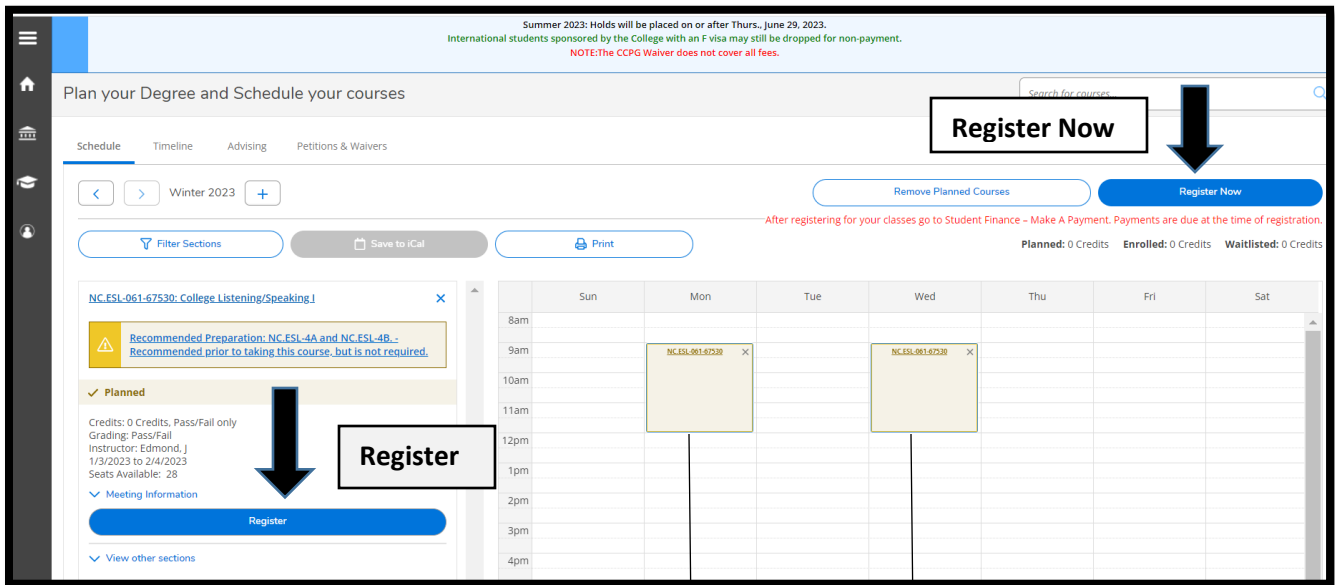 Summer 2023: Holds will be placed on or after Thurs., June 29, 2023.
International students sponsored by the College with an F visa may still be dropped for non-payment.
NOTE:The CCPG Waiver does not cover all fees.
Plan your Degree and Schedule your courses
Search for courses...
Register Now
Schedule Timeline Advising Petitions & Waivers
Winter 2023
Remove Planned Courses
Register Now
After registering for your classes go to Student Finance – Make A Payment. Payments are due at the time of registration.
Filter Sections
Save to iCal
Print
Planned: 0 Credits Enrolled: 0 Credits Waitlisted: 0 Credits
NC.ESL-061-67530: College Listening/Speaking I
Recommended Preparation: NC.ESL-4A and NC.ESL-4B. -
Recommended prior to taking this course, but is not required.
Planned
Credits: 0 Credits, Pass/Fail only
Grading: Pass/Fail
Instructor: Edmond, J
1/3/2023 to 2/4/2023
Seats Available: 28
Meeting Information
Register
Register
View other sections
Sun Mon Tue Wed Thu Fri Sat
8am
9am
NC.ESL-061-67530 NC.ESL-061-67530
10am
11am
12pm
1pm
2pm
3pm
4pm